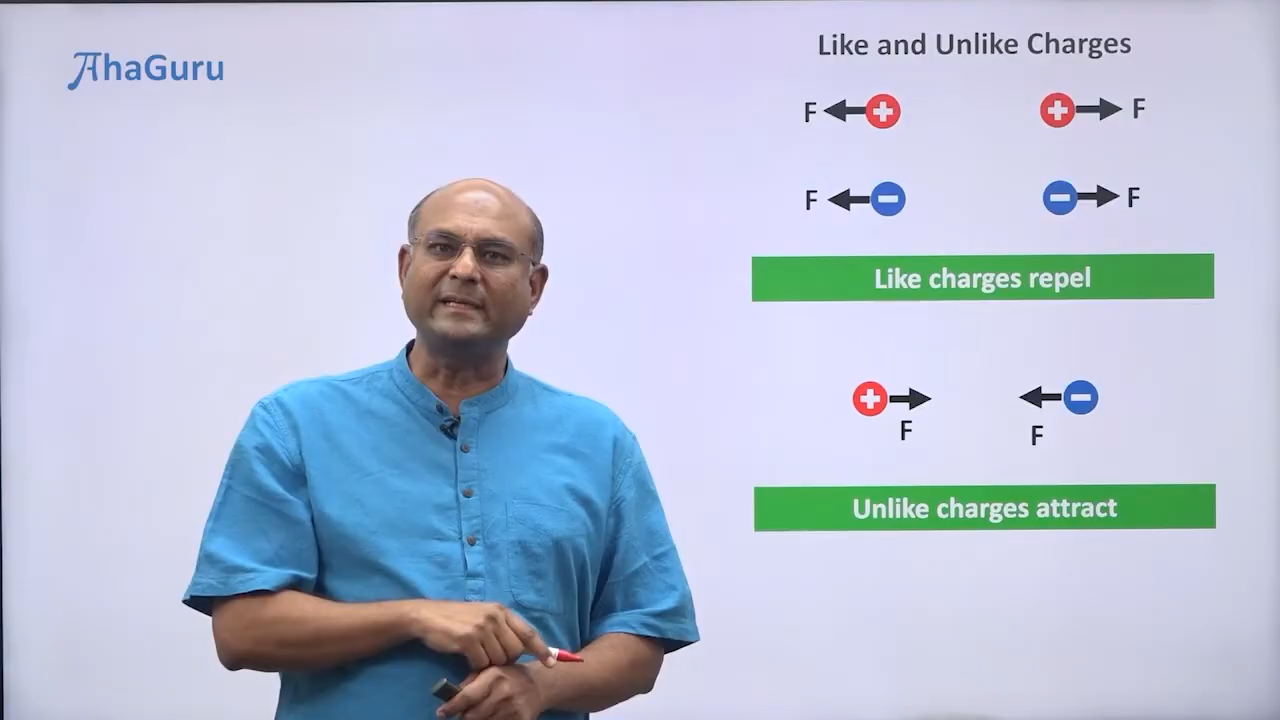 AhaGuru
Like and Unlike Charges
F + + F
F − − F
Like charges repel
+ −
F F
Unlike charges attract